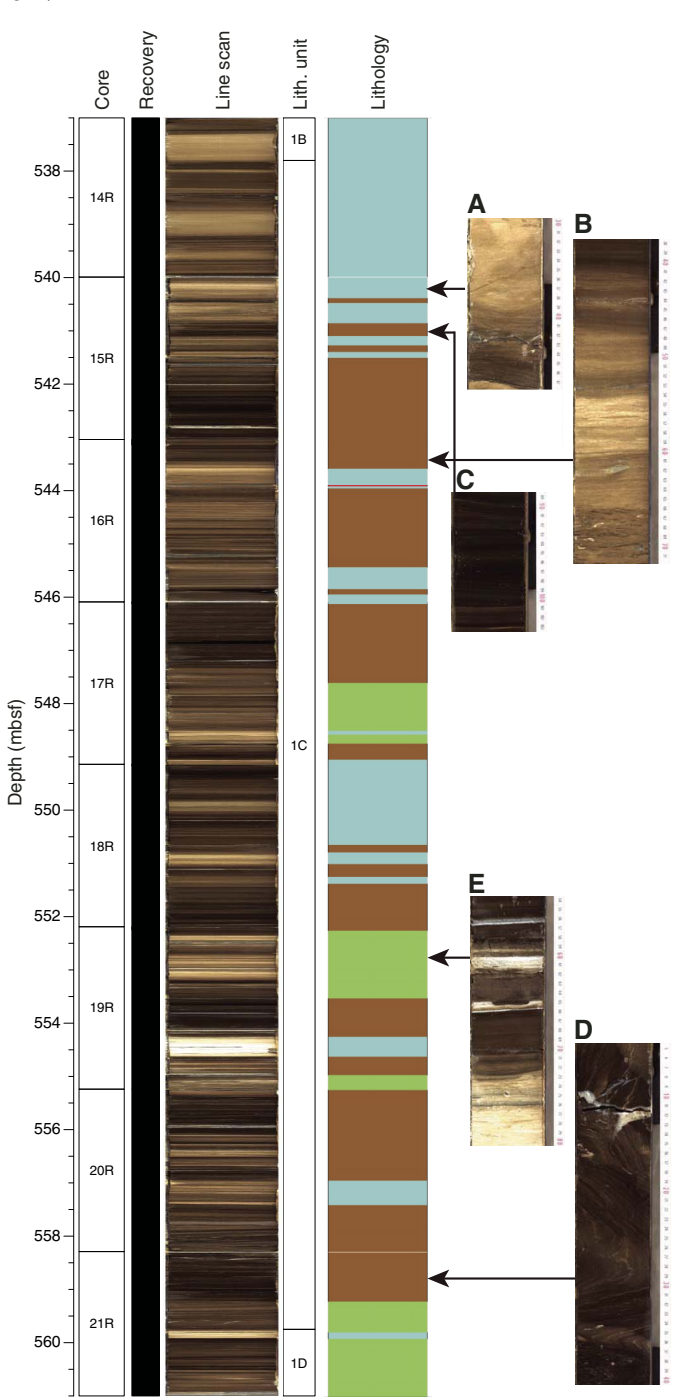 Core
Recovery
Line scan
Lith. unit
Lithology
Depth (mbsf)
538
540
542
544
546
548
550
552
554
556
558
560
14R
15R
16R
17R
18R
19R
20R
21R
1B
1C
1D
A
B
C
E
D